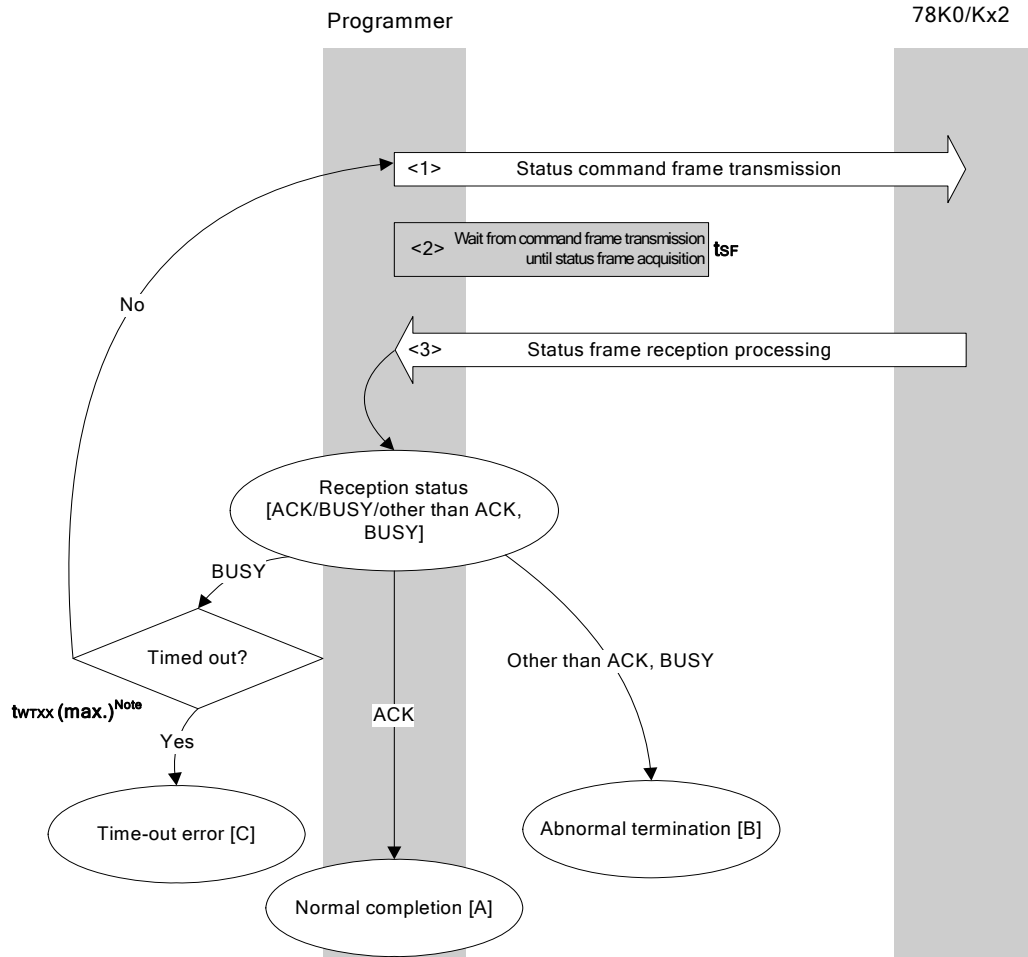 Programmer
78K0/Kx2
<1> Status command frame transmission
<2> Wait from command frame transmission
until status frame acquisition
tSF
No
<3> Status frame reception processing
Reception status
[ACK/BUSY/other than ACK,
BUSY]
BUSY
Timed out?
Other than ACK, BUSY
tWTXX (max.)Note
ACK
Yes
Time-out error [C]
Abnormal termination [B]
Normal completion [A]